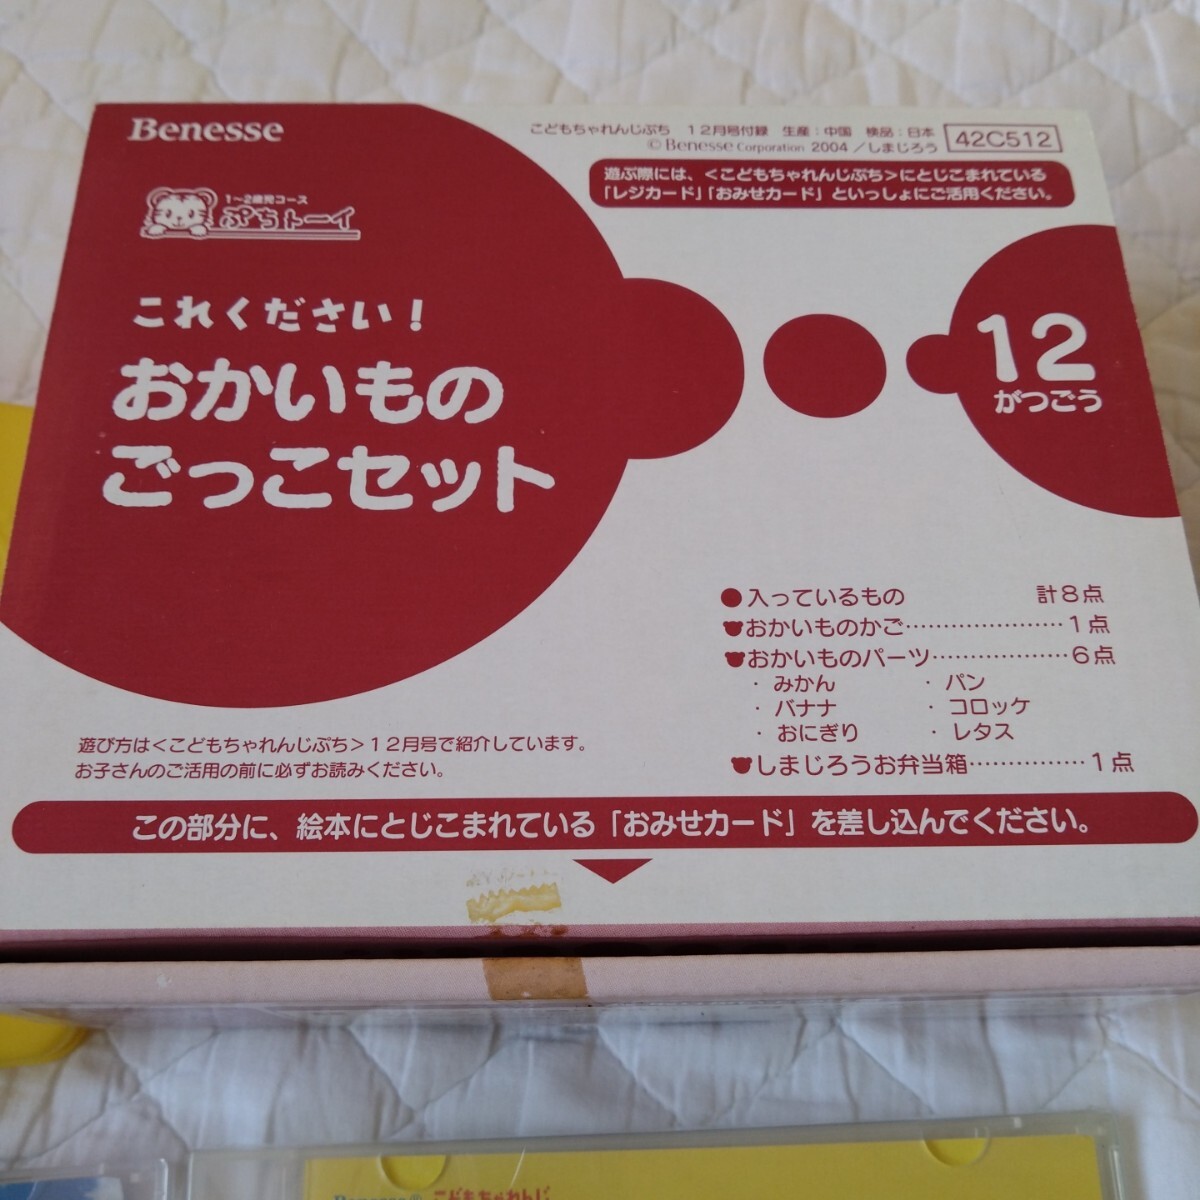 Benesse
こどもちゃれんじぷち 12月号付録 生産:中国 検品:日本
© Benesse Corporation 2004 /しまじろう
42C512
遊ぶ際には、<こどもちゃれんじぷち>にとじこまれている
「レジカード」「おみせカード」といっしょにご活用ください。
1~2歳児コース
ぷちトーイ
これください!
おかいもの
ごっこセット
12
がつごう
●入っているもの 計8点
おかいものかご……………………1点
おかいものパーツ………………6点
・みかん ・パン
・バナナ ・コロッケ
・おにぎり ・レタス
しまじろうお弁当箱……………1点
遊び方は<こどもちゃれんじぷち>12月号で紹介しています。
お子さんのご活用の前に必ずお読みください。
この部分に、絵本にとじこまれている「おみせカード」を差し込んでください。
Benesse® こどもちゃれんじ